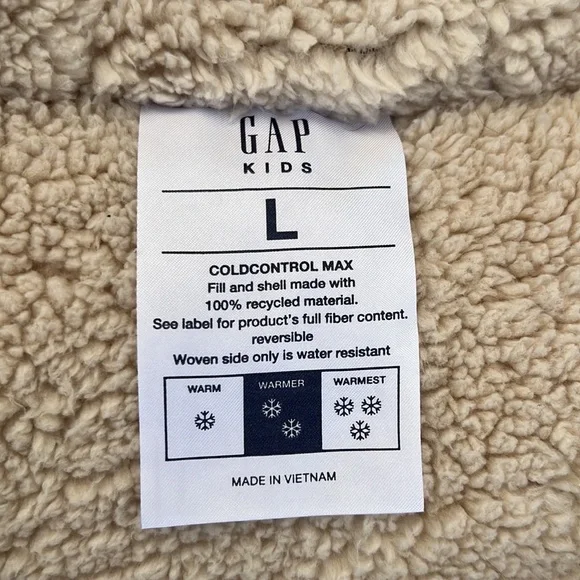 GAP
KIDS
L
COLDCONTROL MAX
Fill and shell made with
100% recycled material.
See label for product's full fiber content.
reversible
Woven side only is water resistant
WARM WARMER WARMEST
MADE IN VIETNAM